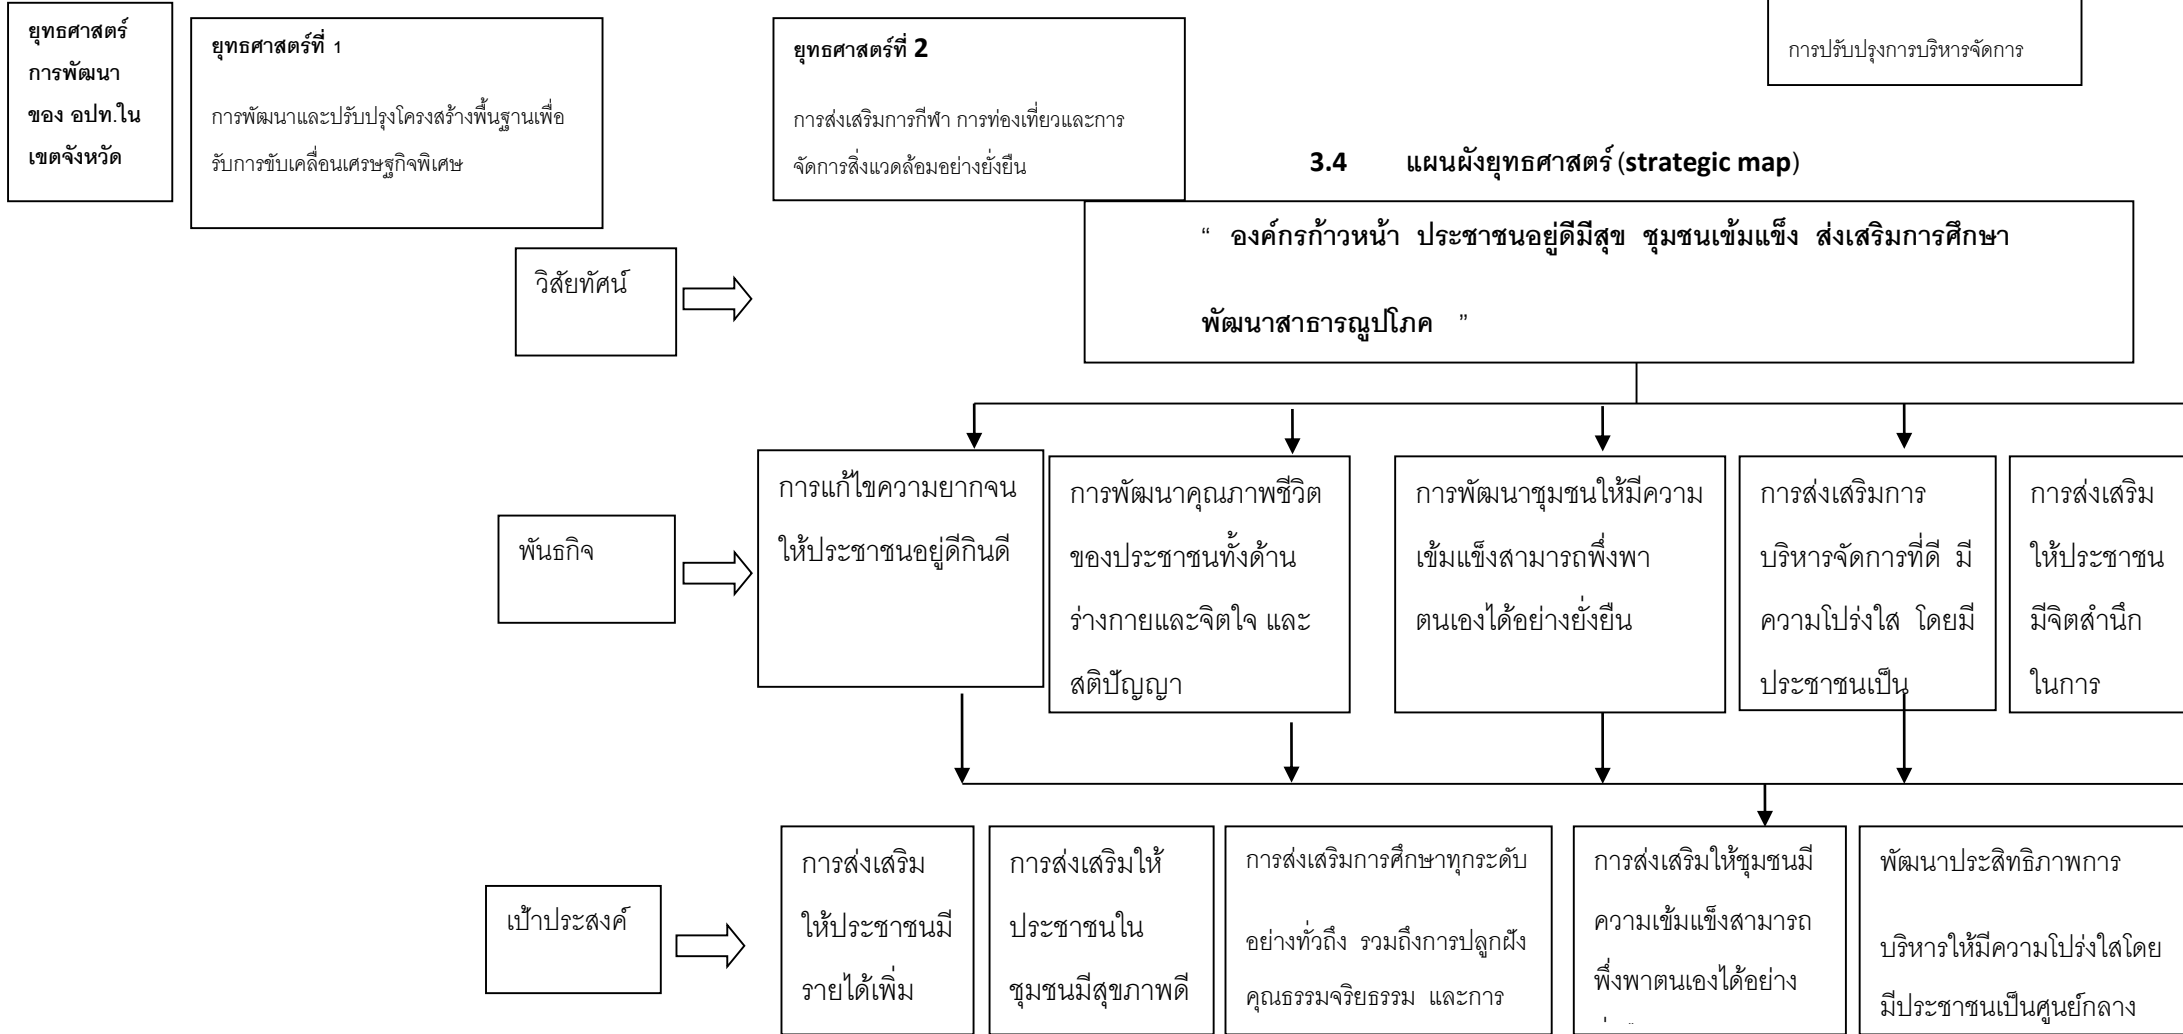 ยุทธศาสตร์
การพัฒนา
ของ อปท.ใน
เขตจังหวัด
ยุทธศาสตร์ที่ 1
การพัฒนาและปรับปรุงโครงสร้างพื้นฐานเพื่อ
รับการขับเคลื่อนเศรษฐกิจพิเศษ
ยุทธศาสตร์ที่ 2
การส่งเสริมการกีฬา การท่องเที่ยวและการ
จัดการสิ่งแวดล้อมอย่างยั่งยืน
การปรับปรุงการบริหารจัดการ
3.4 แผนผังยุทธศาสตร์ (strategic map)
วิสัยทัศน์
“ องค์กรก้าวหน้า ประชาชนอยู่ดีมีสุข ชุมชนเข้มแข็ง ส่งเสริมการศึกษา
พัฒนาสาธารณูปโภค ”
พันธกิจ
การแก้ไขความยากจน
ให้ประชาชนอยู่ดีกินดี
การพัฒนาคุณภาพชีวิต
ของประชาชนทั้งด้าน
ร่างกายและจิตใจ และ
สติปัญญา
การพัฒนาชุมชนให้มีความ
เข้มแข็งสามารถพึ่งพา
ตนเองได้อย่างยั่งยืน
การส่งเสริมการ
บริหารจัดการที่ดี มี
ความโปร่งใส โดยมี
ประชาชนเป็น
การส่งเสริม
ให้ประชาชน
มีจิตสำนึก
ในการ
เป้าประสงค์
การส่งเสริม
ให้ประชาชนมี
รายได้เพิ่ม
การส่งเสริมให้
ประชาชนใน
ชุมชนมีสุขภาพดี
การส่งเสริมการศึกษาทุกระดับ
อย่างทั่วถึง รวมถึงการปลูกฝัง
คุณธรรมจริยธรรม และการ
การส่งเสริมให้ชุมชนมี
ความเข้มแข็งสามารถ
พึ่งพาตนเองได้อย่าง
พัฒนาประสิทธิภาพการ
บริหารให้มีความโปร่งใสโดย
มีประชาชนเป็นศูนย์กลาง